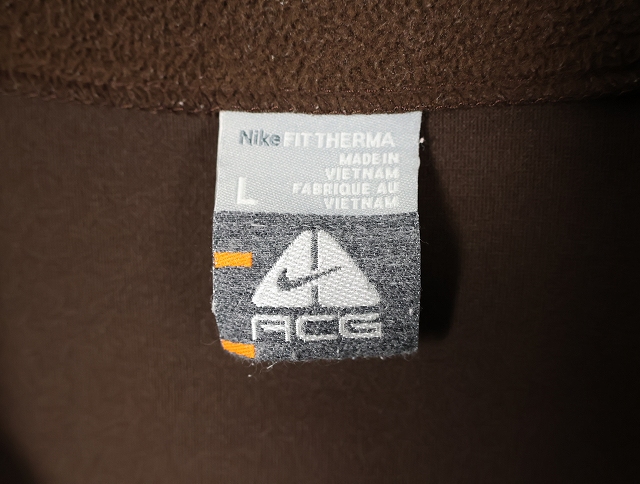 Nike FIT THERMA
MADE IN
VIETNAM
L
FABRIQUE AU
VIETNAM
ACG